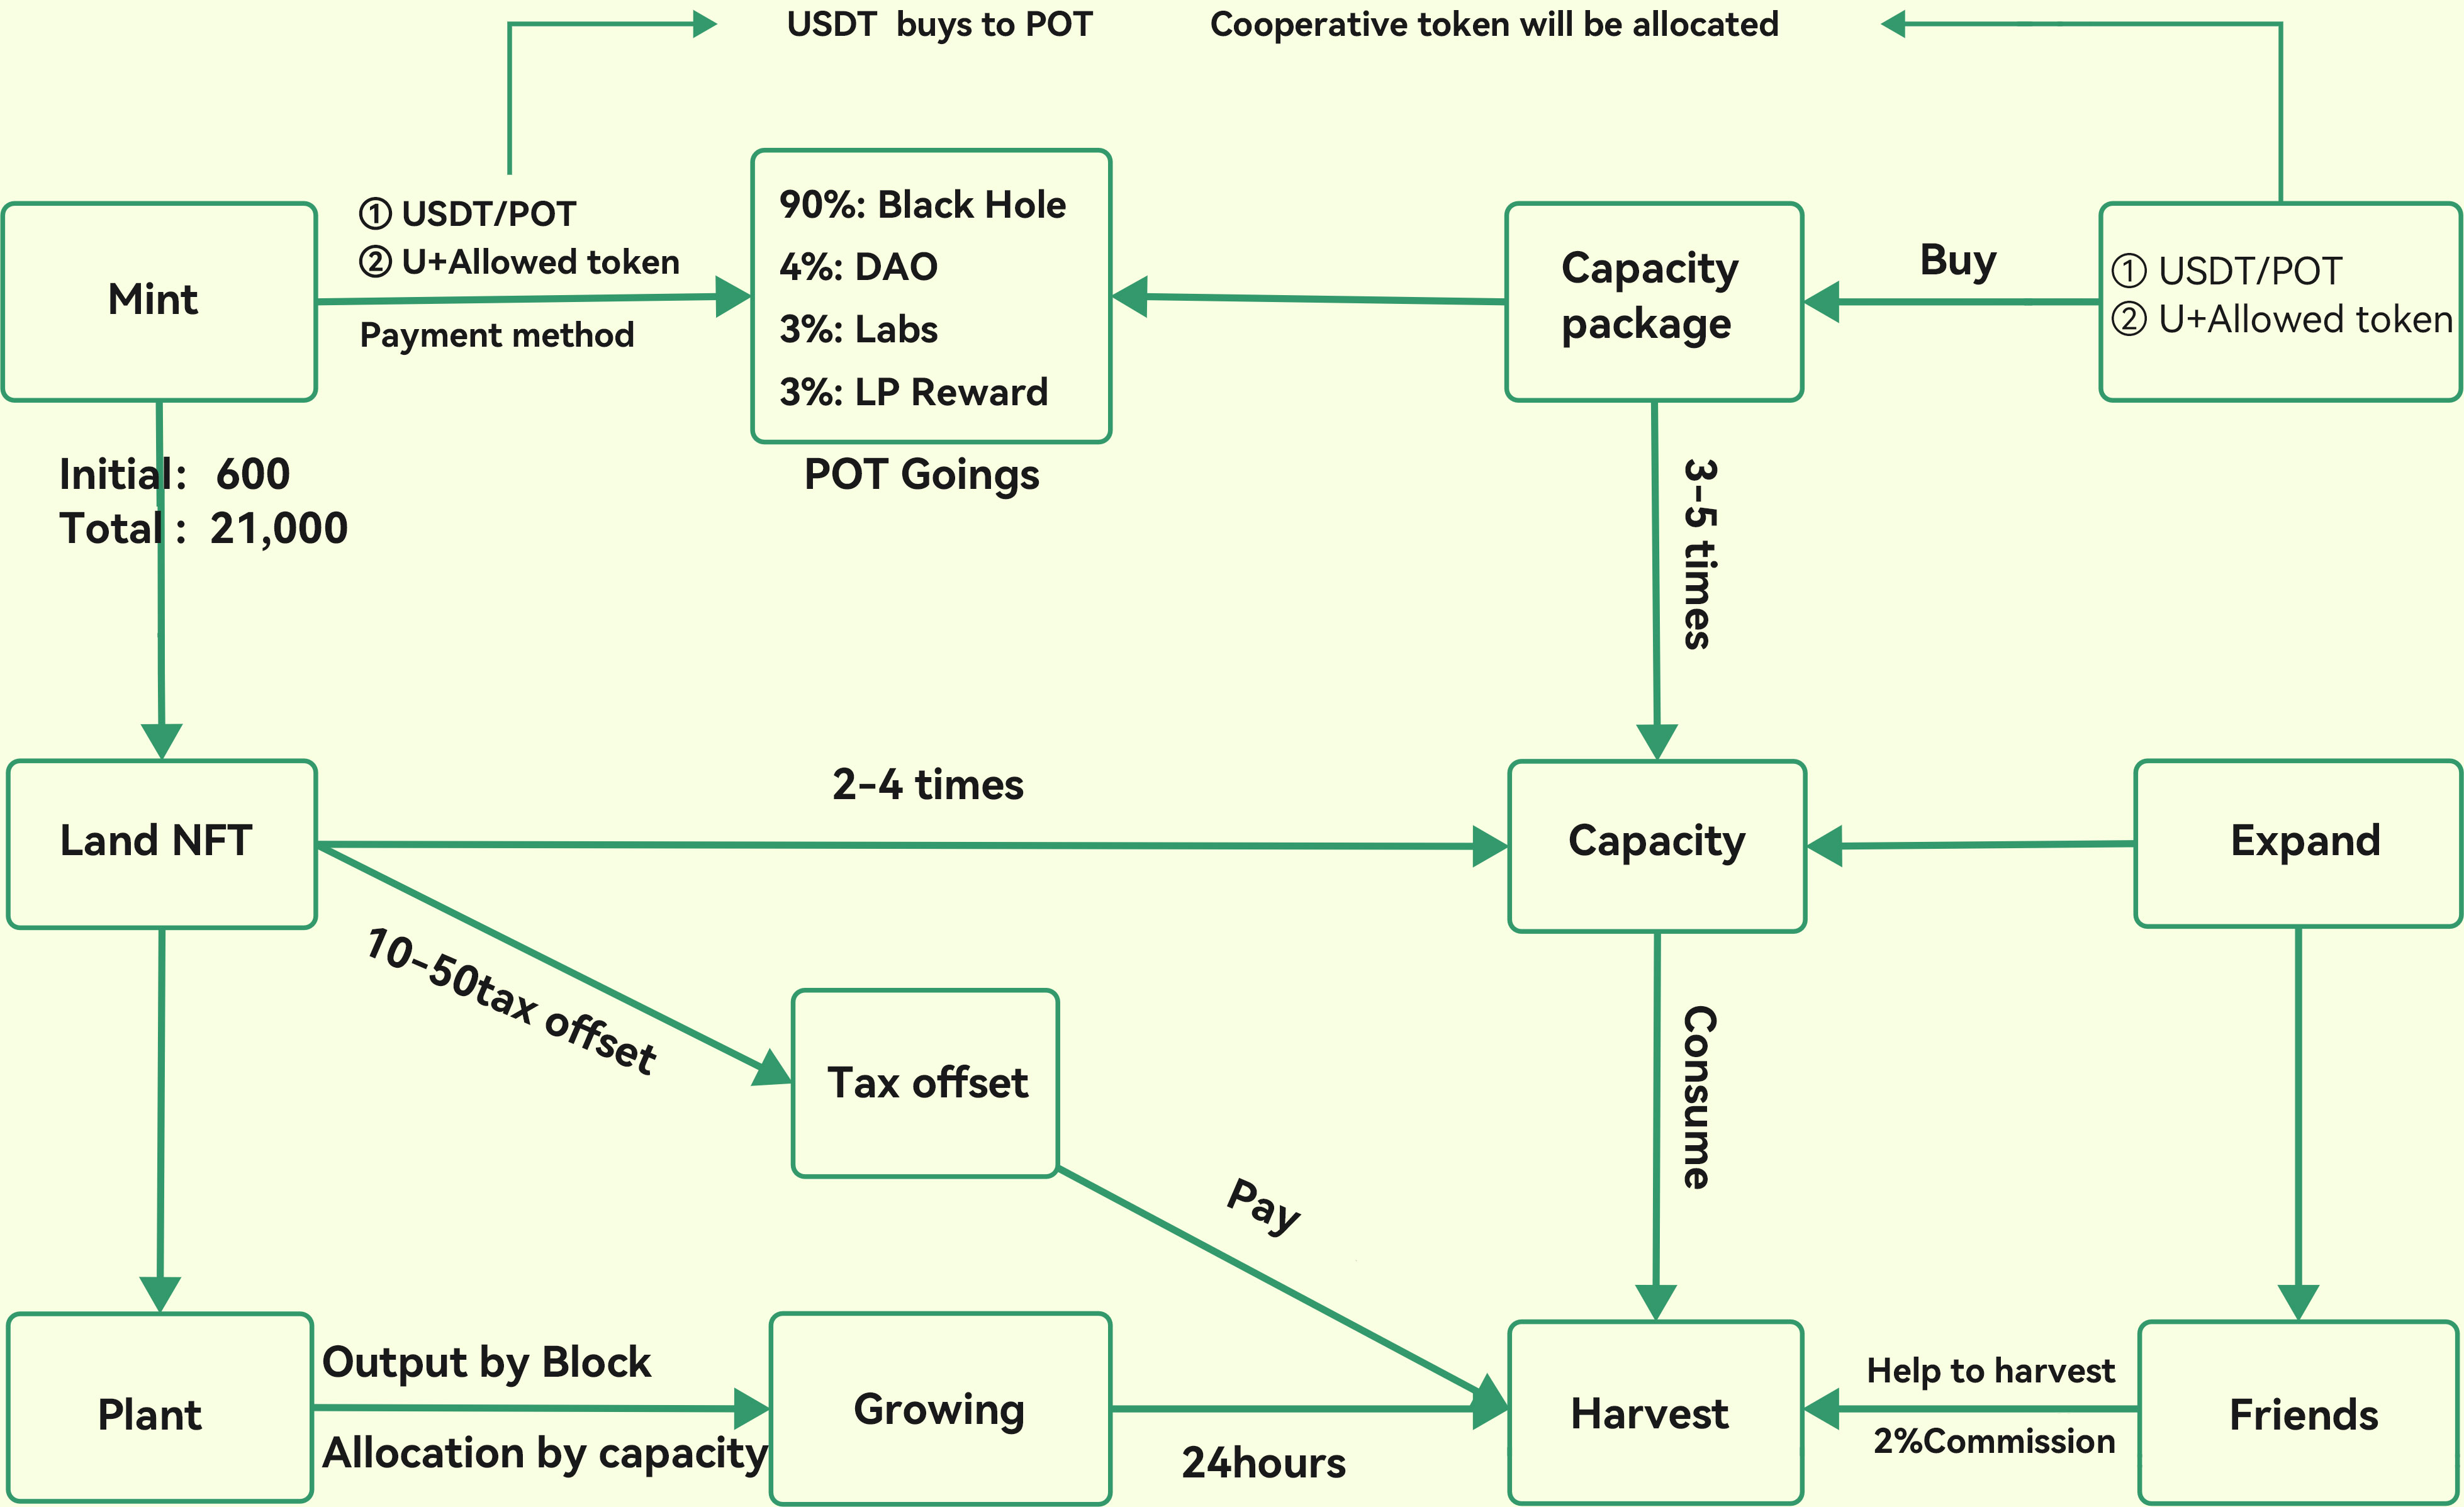 USDT buys to POT
Cooperative token will be allocated
Mint
① USDT/POT
② U+Allowed token
Payment method
90%: Black Hole
4%: DAO
3%: Labs
3%: LP Reward
POT Goings
Capacity
package
Buy
① USDT/POT
② U+Allowed token
Initial: 600
Total : 21,000
3-5 times
Land NFT
2-4 times
Capacity
Expand
10-50tax offset
Tax offset
Consume
Pay
Plant
Output by Block
Allocation by capacity
Growing
24hours
Harvest
Help to harvest
2%Commission
Friends